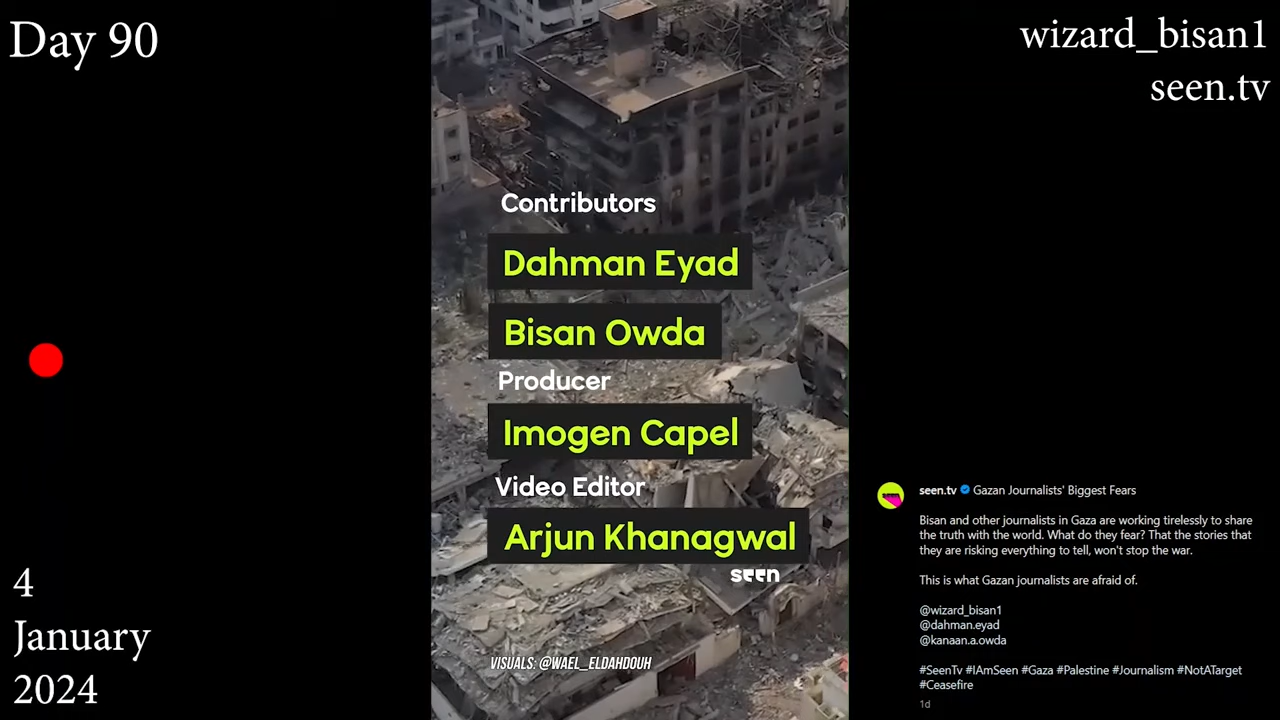 Day 90
wizard_bisan1
seen.tv
Contributors
Dahman Eyad
Bisan Owda
Producer
Imogen Capel
Video Editor
Arjun Khanagwal
seen
VISUALS: @WAEL_ELDAHDOUH
4
January
2024
seen.tv Gazan Journalists' Biggest Fears
Bisan and other journalists in Gaza are working tirelessly to share
the truth with the world. What do they fear? That the stories that
they are risking everything to tell, won't stop the war.
This is what Gazan journalists are afraid of.
@wizard_bisan1
@dahman.eyad
@kanaan.a.owda
#SeenTv #IAmSeen #Gaza #Palestine #Journalism #NotATarget
#Ceasefire
1d